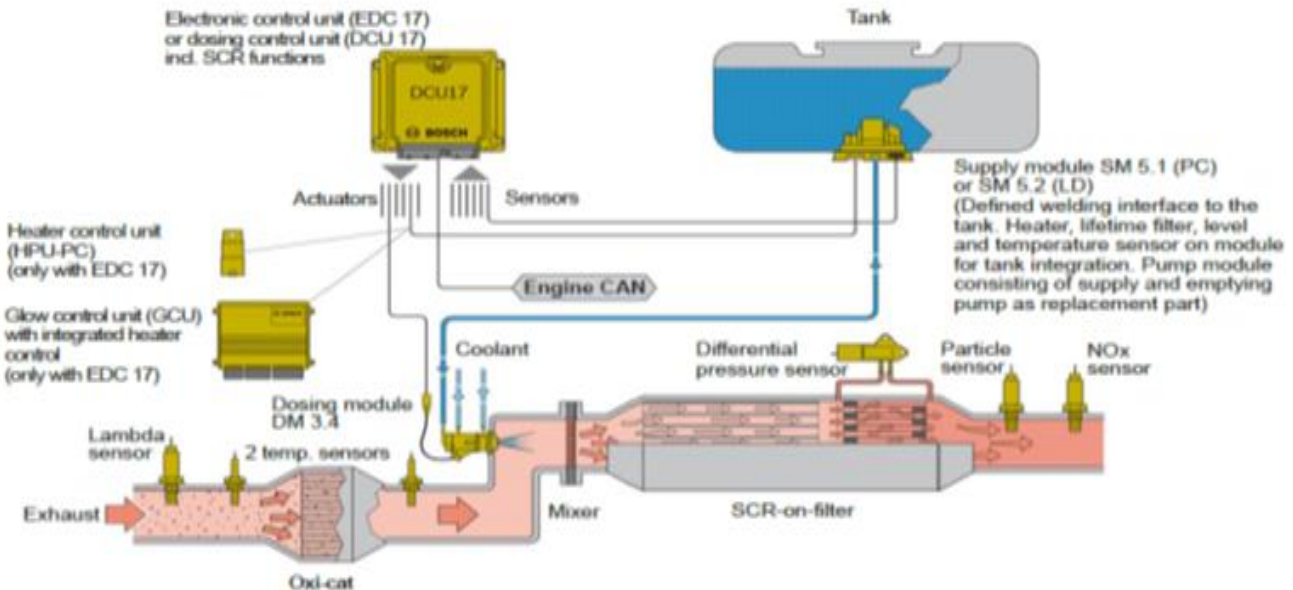 Electronic control unit (EDC 17)
or dosing control unit (DCU 17)
incl. SCR functions
Tank
DCU17
BOSCH
Supply module SM 5.1 (PC)
or SM 5.2 (LD)
(Defined welding interface to the
tank. Heater, lifetime filter, level
and temperature sensor on module
for tank integration. Pump module
consisting of supply and emptying
pump as replacement part)
Actuators
Sensors
Heater control unit
(HPU-PC)
(only with EDC 17)
Engine CAN
Glow control unit (GCU)
with integrated heater
control
(only with EDC 17)
Coolant
Differential
pressure sensor
Particle
sensor
NOx
sensor
Dosing module
DM 3.4
Lambda
sensor
2 temp. sensors
Exhaust
Mixer
SCR-on-filter
Oxi-cat